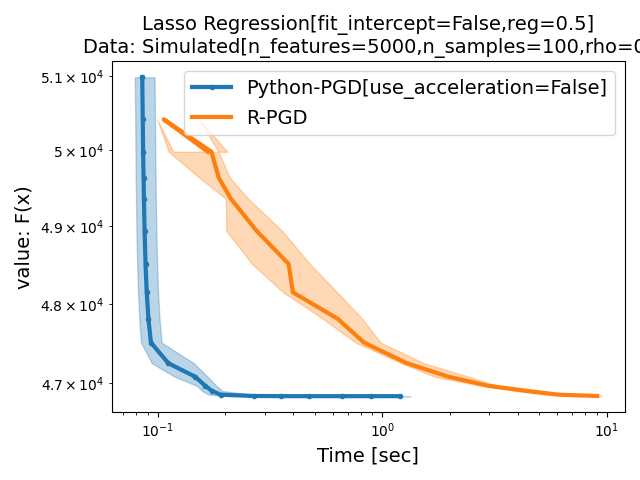 Lasso Regression[fit_intercept=False,reg=0.5]
Data: Simulated[n_features=5000,n_samples=100,rho=0
value: F(x)
5.1 × 10⁴
5 × 10⁴
4.9 × 10⁴
4.8 × 10⁴
4.7 × 10⁴
Python-PGD[use_acceleration=False]
R-PGD
10⁻¹
10⁰
10¹
Time [sec]